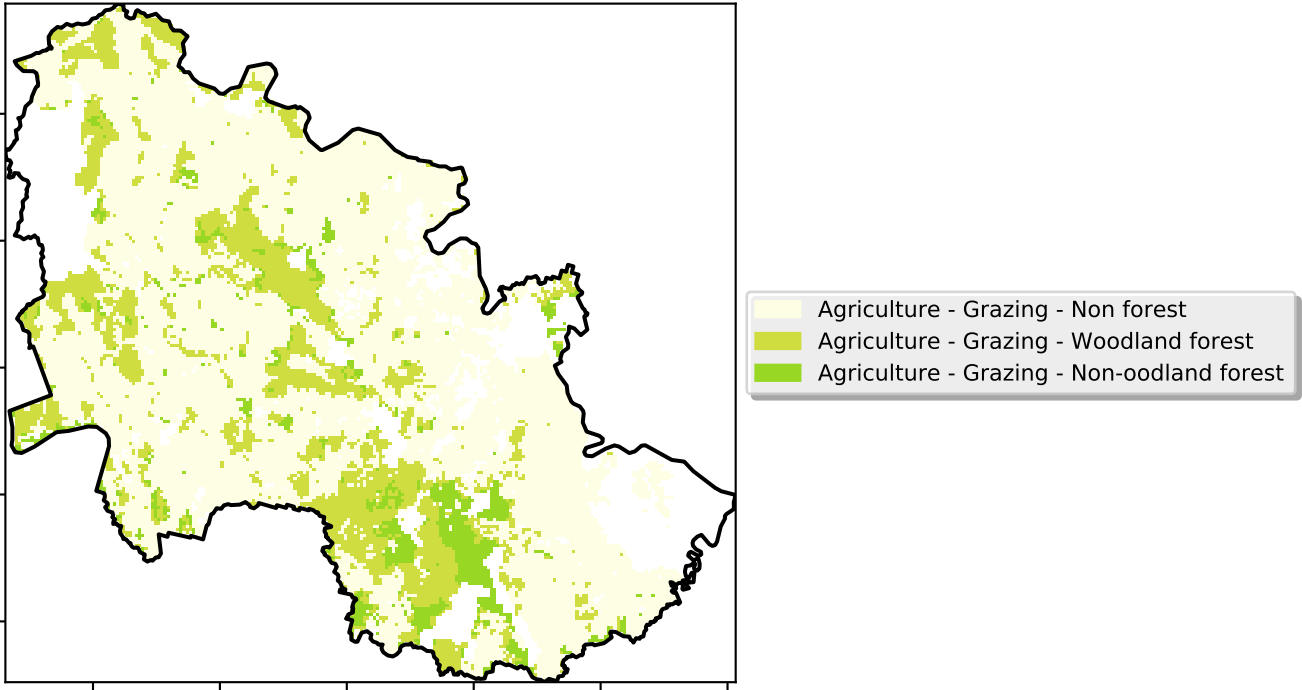 Agriculture - Grazing - Non forest
Agriculture - Grazing - Woodland forest
Agriculture - Grazing - Non-oodland forest